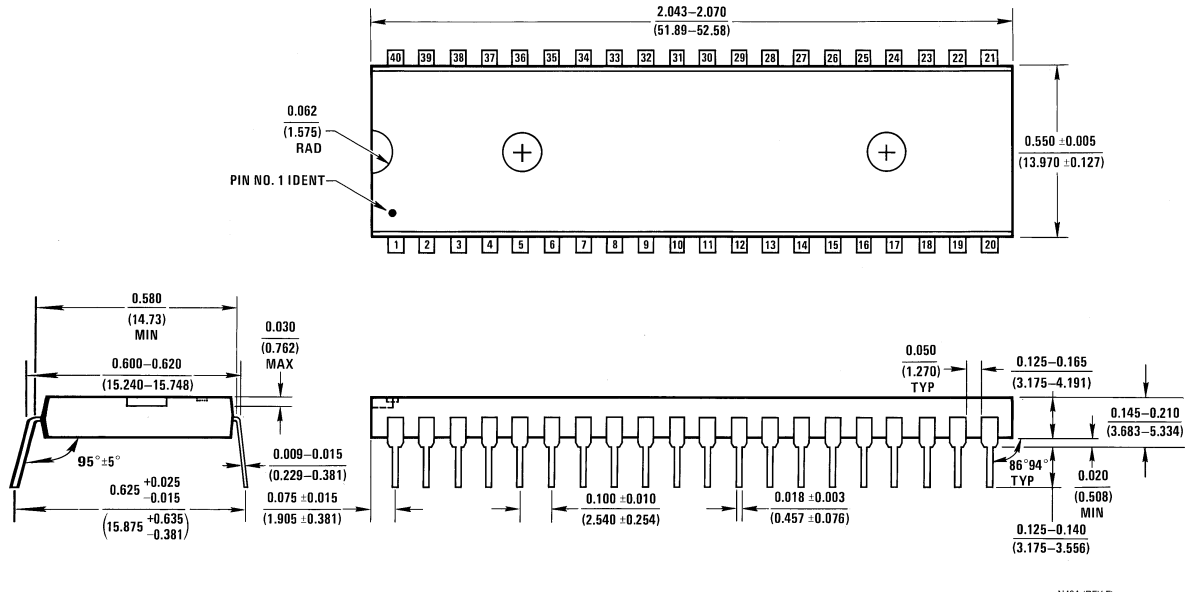 2.043–2.070
(51.89–52.58)
40 39 38 37 36 35 34 33 32 31 30 29 28 27 26 25 24 23 22 21
0.062
(1.575)
RAD
0.550 ±0.005
(13.970 ±0.127)
PIN NO. 1 IDENT
1 2 3 4 5 6 7 8 9 10 11 12 13 14 15 16 17 18 19 20
0.580
(14.73)
MIN
0.030
(0.762)
MAX
0.600–0.620
(15.240–15.748)
0.050
(1.270)
TYP
0.125–0.165
(3.175–4.191)
0.145–0.210
(3.683–5.334)
95°±5°
0.009–0.015
(0.229–0.381)
86°94°
TYP
0.020
(0.508)
MIN
0.625 +0.025 –0.015
(15.875 +0.635 –0.381)
0.075 ±0.015
(1.905 ±0.381)
0.100 ±0.010
(2.540 ±0.254)
0.018 ±0.003
(0.457 ±0.076)
0.125–0.140
(3.175–3.556)